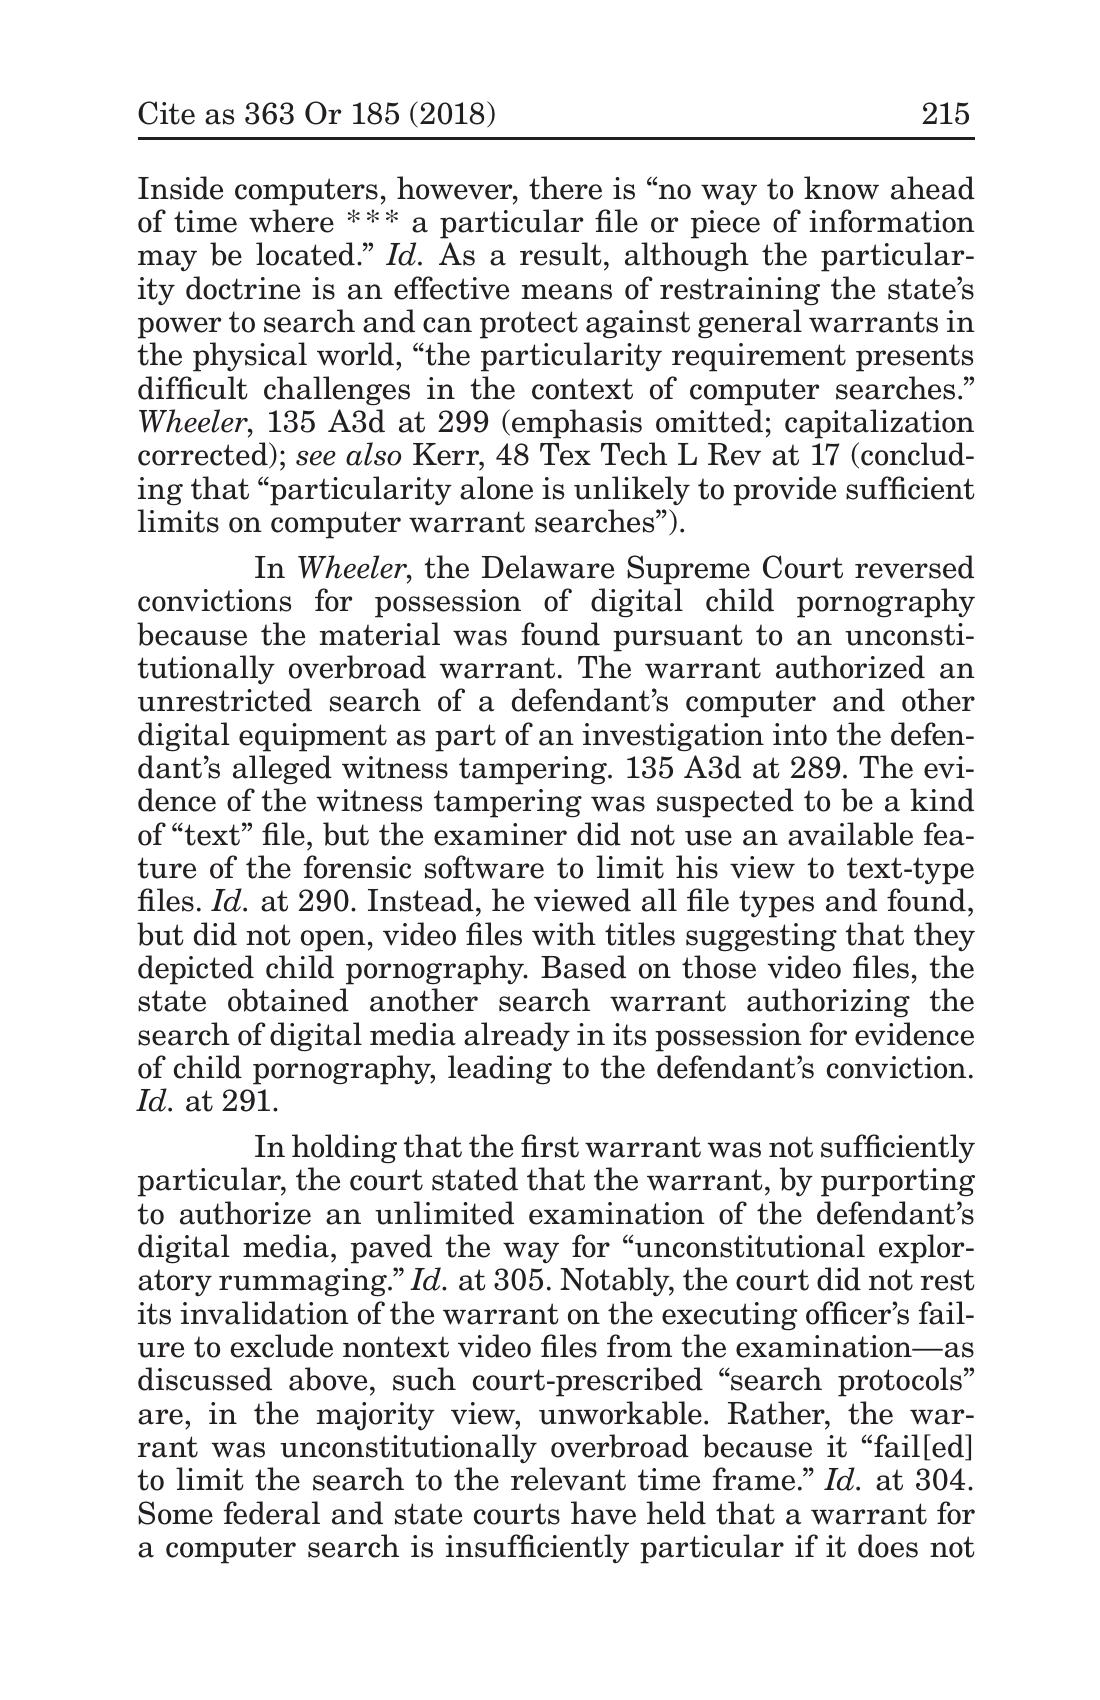 Cite as 363 Or 185 (2018) 215
Inside computers, however, there is “no way to know ahead
of time where * * * a particular file or piece of information
may be located.” Id. As a result, although the particular-
ity doctrine is an effective means of restraining the state’s
power to search and can protect against general warrants in
the physical world, “the particularity requirement presents
difficult challenges in the context of computer searches.”
Wheeler, 135 A3d at 299 (emphasis omitted; capitalization
corrected); see also Kerr, 48 Tex Tech L Rev at 17 (conclud-
ing that “particularity alone is unlikely to provide sufficient
limits on computer warrant searches”).
In Wheeler, the Delaware Supreme Court reversed
convictions for possession of digital child pornography
because the material was found pursuant to an unconsti-
tutionally overbroad warrant. The warrant authorized an
unrestricted search of a defendant’s computer and other
digital equipment as part of an investigation into the defen-
dant’s alleged witness tampering. 135 A3d at 289. The evi-
dence of the witness tampering was suspected to be a kind
of “text” file, but the examiner did not use an available fea-
ture of the forensic software to limit his view to text-type
files. Id. at 290. Instead, he viewed all file types and found,
but did not open, video files with titles suggesting that they
depicted child pornography. Based on those video files, the
state obtained another search warrant authorizing the
search of digital media already in its possession for evidence
of child pornography, leading to the defendant’s conviction.
Id. at 291.
In holding that the first warrant was not sufficiently
particular, the court stated that the warrant, by purporting
to authorize an unlimited examination of the defendant’s
digital media, paved the way for “unconstitutional explor-
atory rummaging.” Id. at 305. Notably, the court did not rest
its invalidation of the warrant on the executing officer’s fail-
ure to exclude nontext video files from the examination—as
discussed above, such court-prescribed “search protocols”
are, in the majority view, unworkable. Rather, the war-
rant was unconstitutionally overbroad because it “fail[ed]
to limit the search to the relevant time frame.” Id. at 304.
Some federal and state courts have held that a warrant for
a computer search is insufficiently particular if it does not